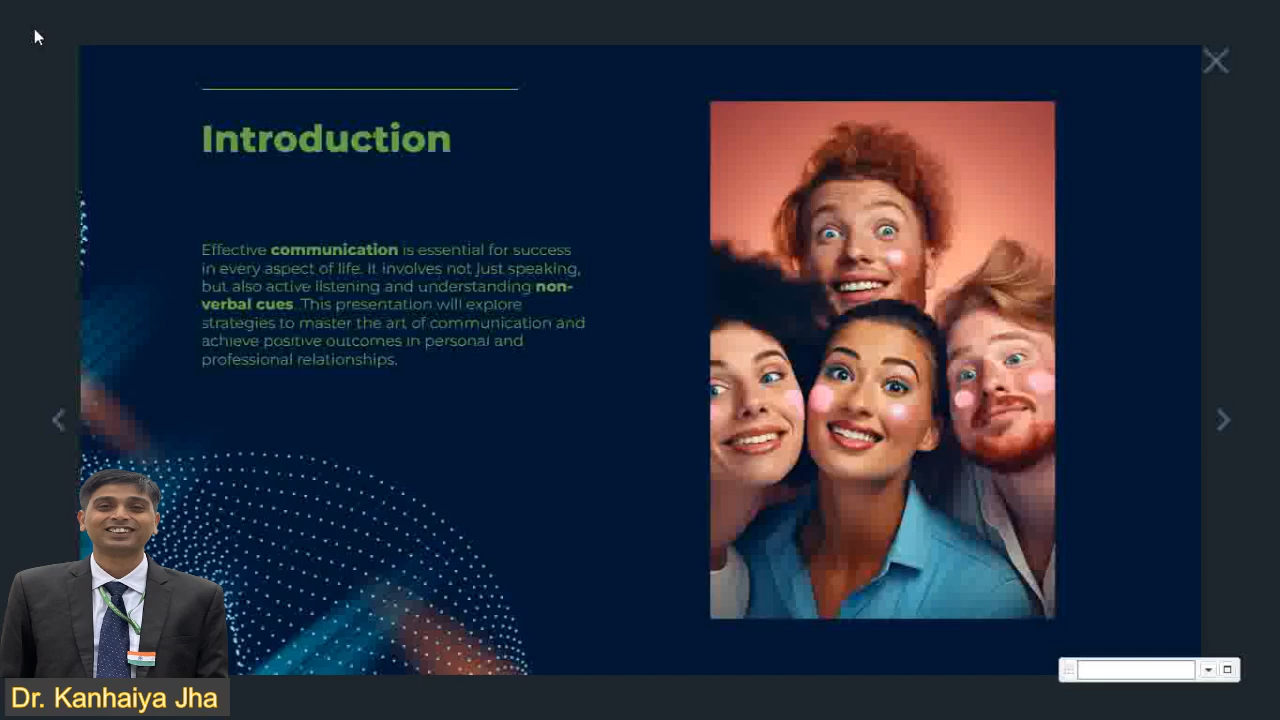 Introduction
Effective communication is essential for success
in every aspect of life. It involves not just speaking,
but also active listening and understanding non-
verbal cues. This presentation will explore
strategies to master the art of communication and
achieve positive outcomes in personal and
professional relationships.
Dr. Kanhaiya Jha